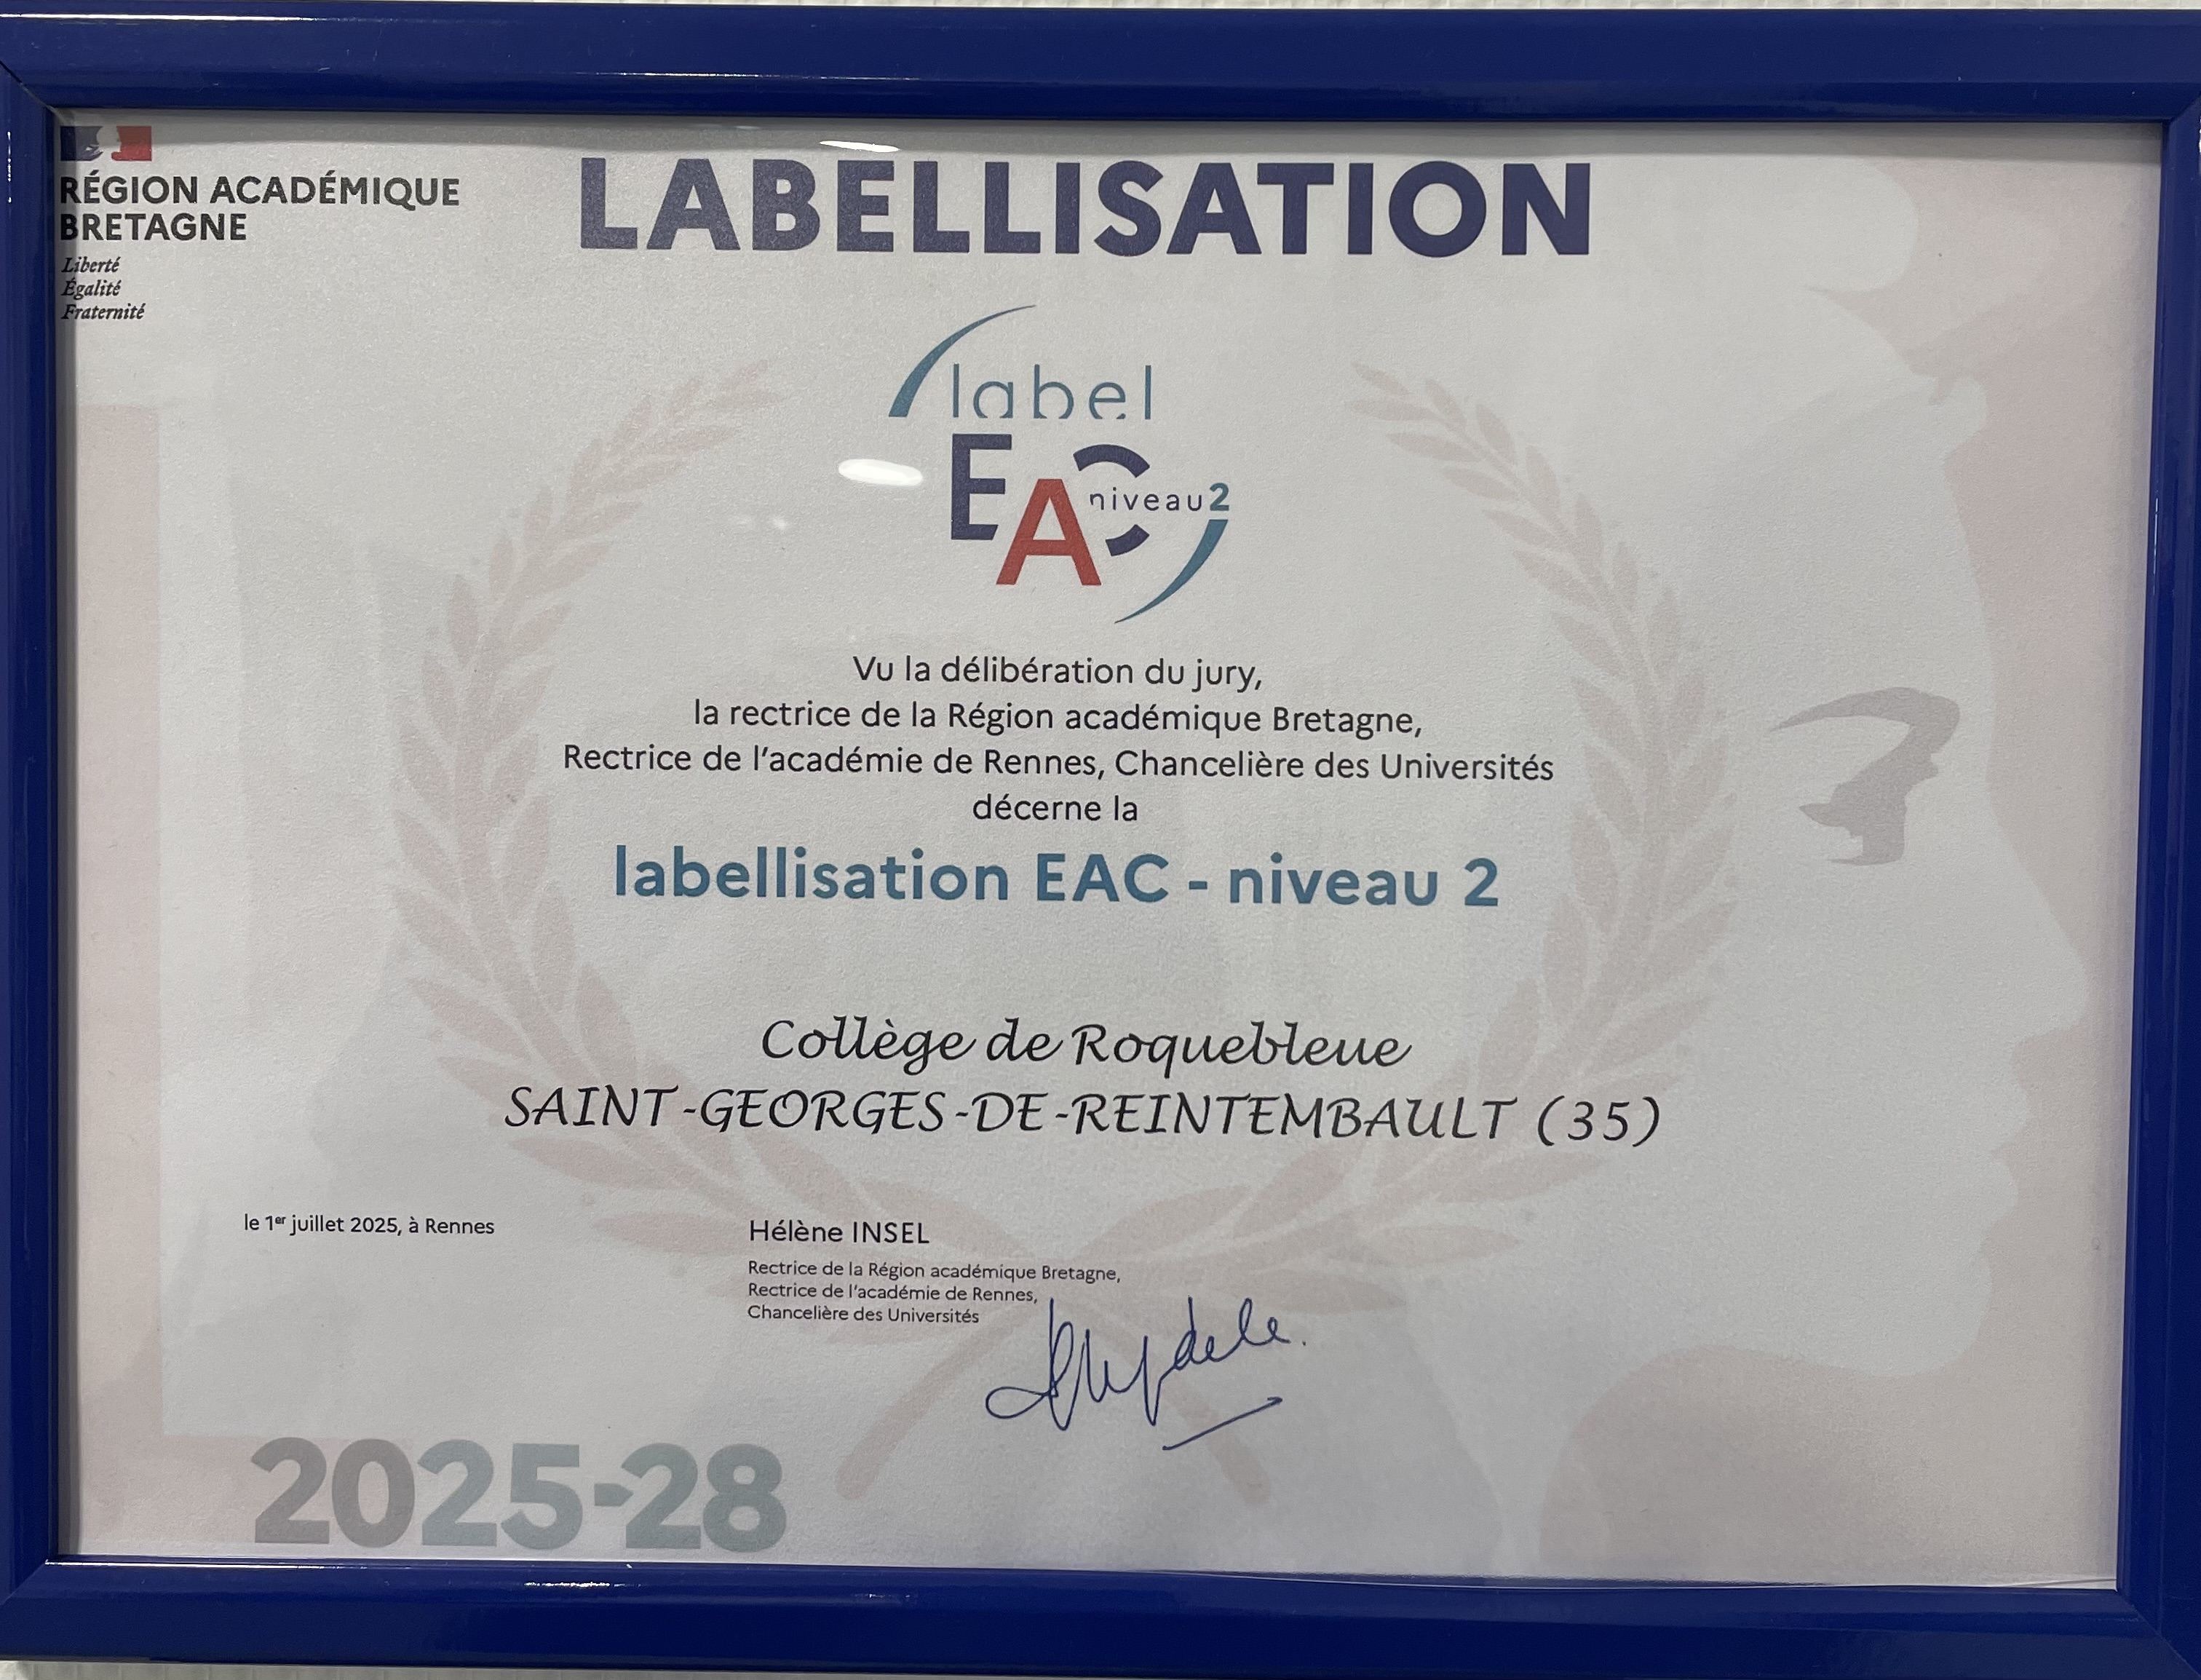 RÉGION ACADÉMIQUE
BRETAGNE
Liberté
Égalité
Fraternité
LABELLISATION
label
EAC
niveau2
Vu la délibération du jury,
la rectrice de la Région académique Bretagne,
Rectrice de l'académie de Rennes, Chancelière des Universités
décerne la
labellisation EAC - niveau 2
Collège de Roquebleue
SAINT-GEORGES-DE-REINTEMBAULT (35)
le 1er juillet 2025, à Rennes
Hélène INSEL
Rectrice de la Région académique Bretagne,
Rectrice de l'académie de Rennes,
Chancelière des Universités
2025-28